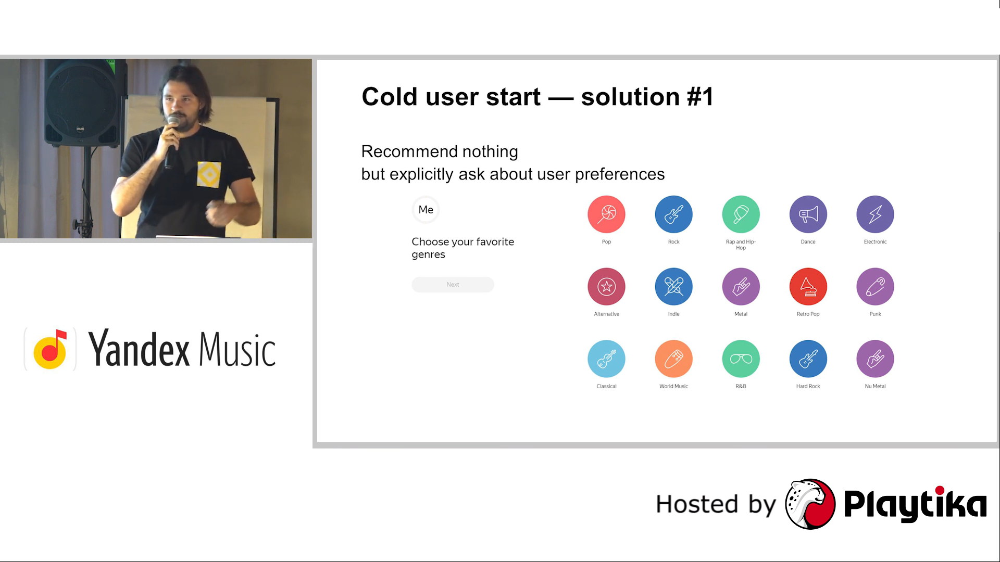 Cold user start — solution #1
Recommend nothing
but explicitly ask about user preferences
Me
Choose your favorite
genres
Next
Pop
Rock
Rap and Hip-
Hop
Dance
Electronic
Alternative
Indie
Metal
Retro Pop
Punk
Classical
World Music
R&B
Hard Rock
Nu Metal
Yandex Music
Hosted by Playtika
ALTO